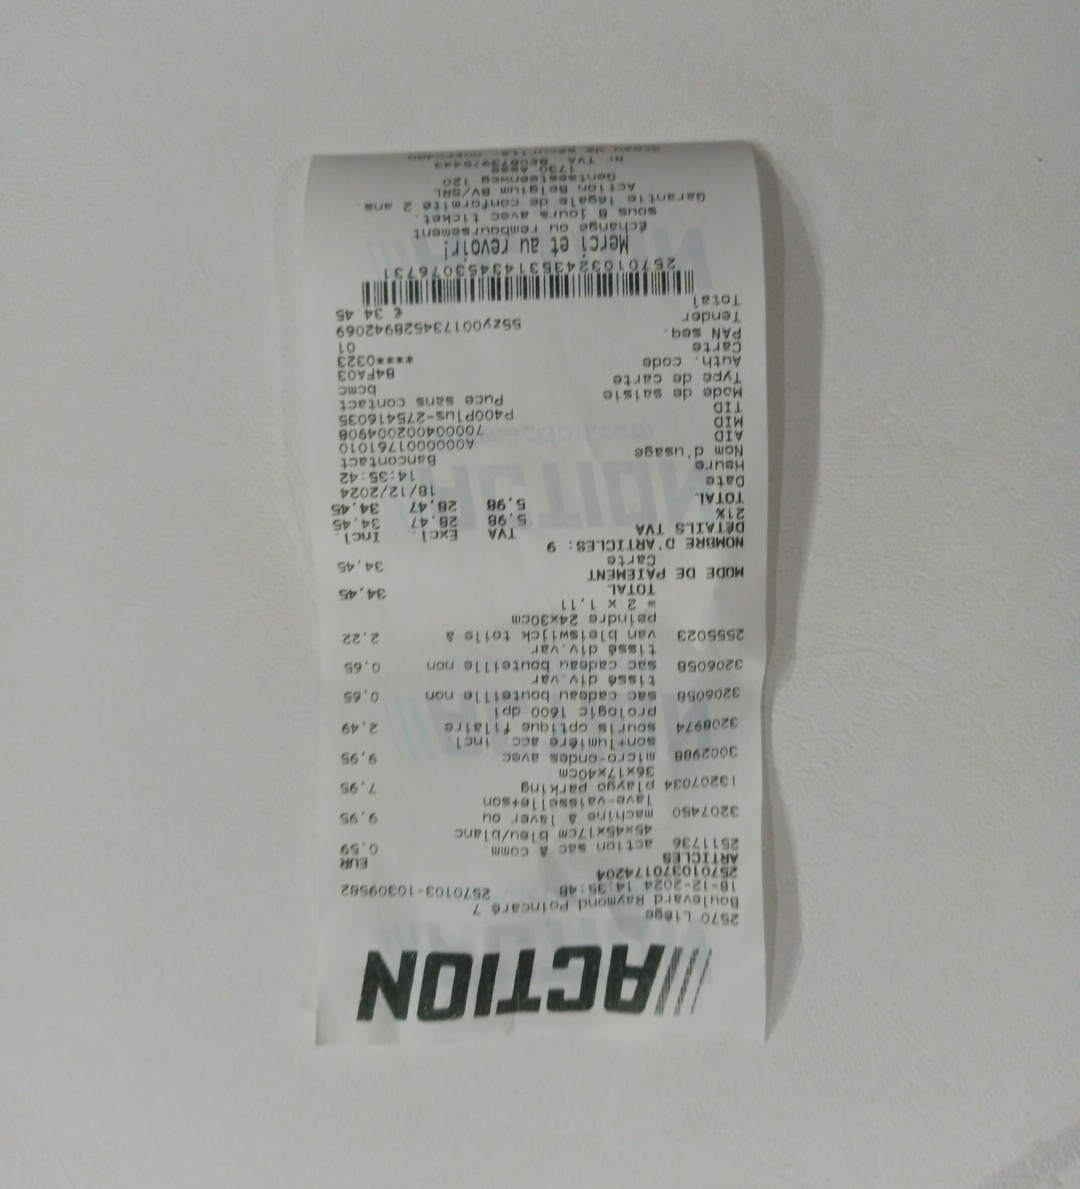 ACTION
2570 Liège
Boulevard Raymond Poincaré 7
18-12-2024 14:35:48 2570103-10309582
257010370174204
ARTICLES EUR
2511736 action sac à comm. 0,59
45x45x17cm bleu/blanc
3207450 machine à laver ou 9,95
lave-vaisselle+son
13207034 playgo parking 7,95
36x17x40cm
3002988 micro-ondes avec 9,95
son+lumière acc. incl
3208974 souris optique filaire 2,49
prologic 1600 dpi
3206058 sac cadeau bouteille non 0,65
tissé div.var
3206058 sac cadeau bouteille non 0,65
tissé div.var
2555023 van bleiswijck toile à 2,22
peindre 24x30cm
= 2 x 1,11
TOTAL 34,45
MODE DE PAIEMENT
Carte 34,45
NOMBRE D'ARTICLES: 9
DÉTAILS TVA TVA Excl. Incl.
21% 5,98 28,47 34,45
TOTAL 5,98 28,47 34,45
Date 18/12/2024
Heure 14:35:42
Nom d'usage Bancontact
AID A0000001761010
MID 7000040020004908
TID P400Plus-275416035
Mode de saisie Puce sans contact
Type de carte bcmc
Auth. code B4FA03
Carte ****0323
PAN seq. 01
Tender 55zy001734528942069
Total € 34.45
Merci et au revoir!
Échange ou remboursement
sous 8 jours avec ticket.
Garantie légale de conformité 2 ans
Action Belgium BV/SRL
Gentsesteenweg 120
1730 Asse
Nr TVA